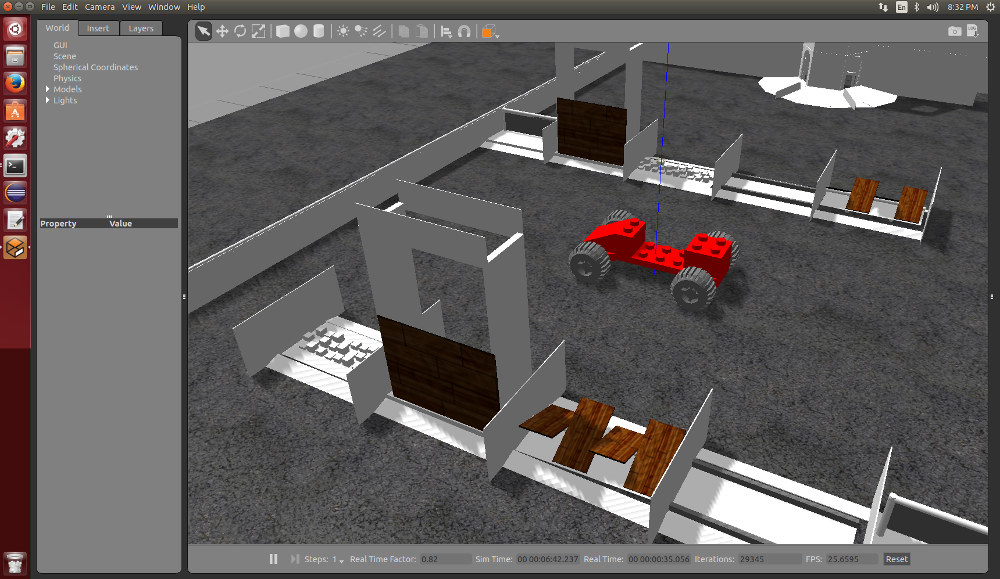 File Edit Camera View Window Help
En
8:32 PM
World Insert Layers
LOG
GUI
Scene
Spherical Coordinates
Physics
Models
Lights
Property Value
Steps: 1 Real Time Factor: 0.82 Sim Time: 00 00:06:42.237 Real Time: 00 00:00:35.056 Iterations: 29345 FPS: 25.6595 Reset